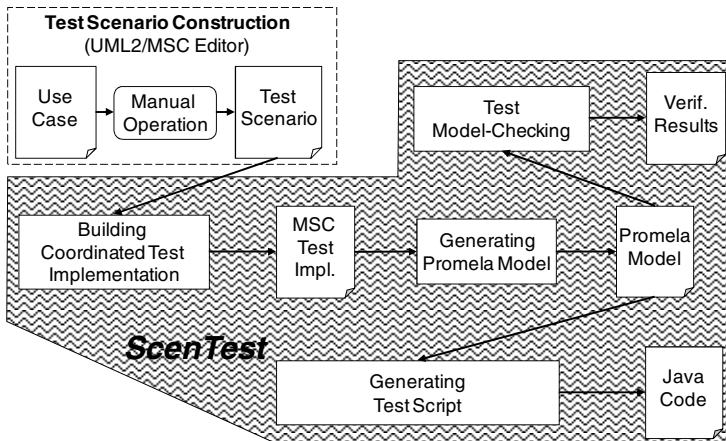 Test Scenario Construction
(UML2/MSC Editor)
Use
Case
Manual
Operation
Test
Scenario
Test
Model-Checking
Verif.
Results
Building
Coordinated Test
Implementation
MSC
Test
Impl.
Generating
Promela Model
Promela
Model
ScenTest
Generating
Test Script
Java
Code